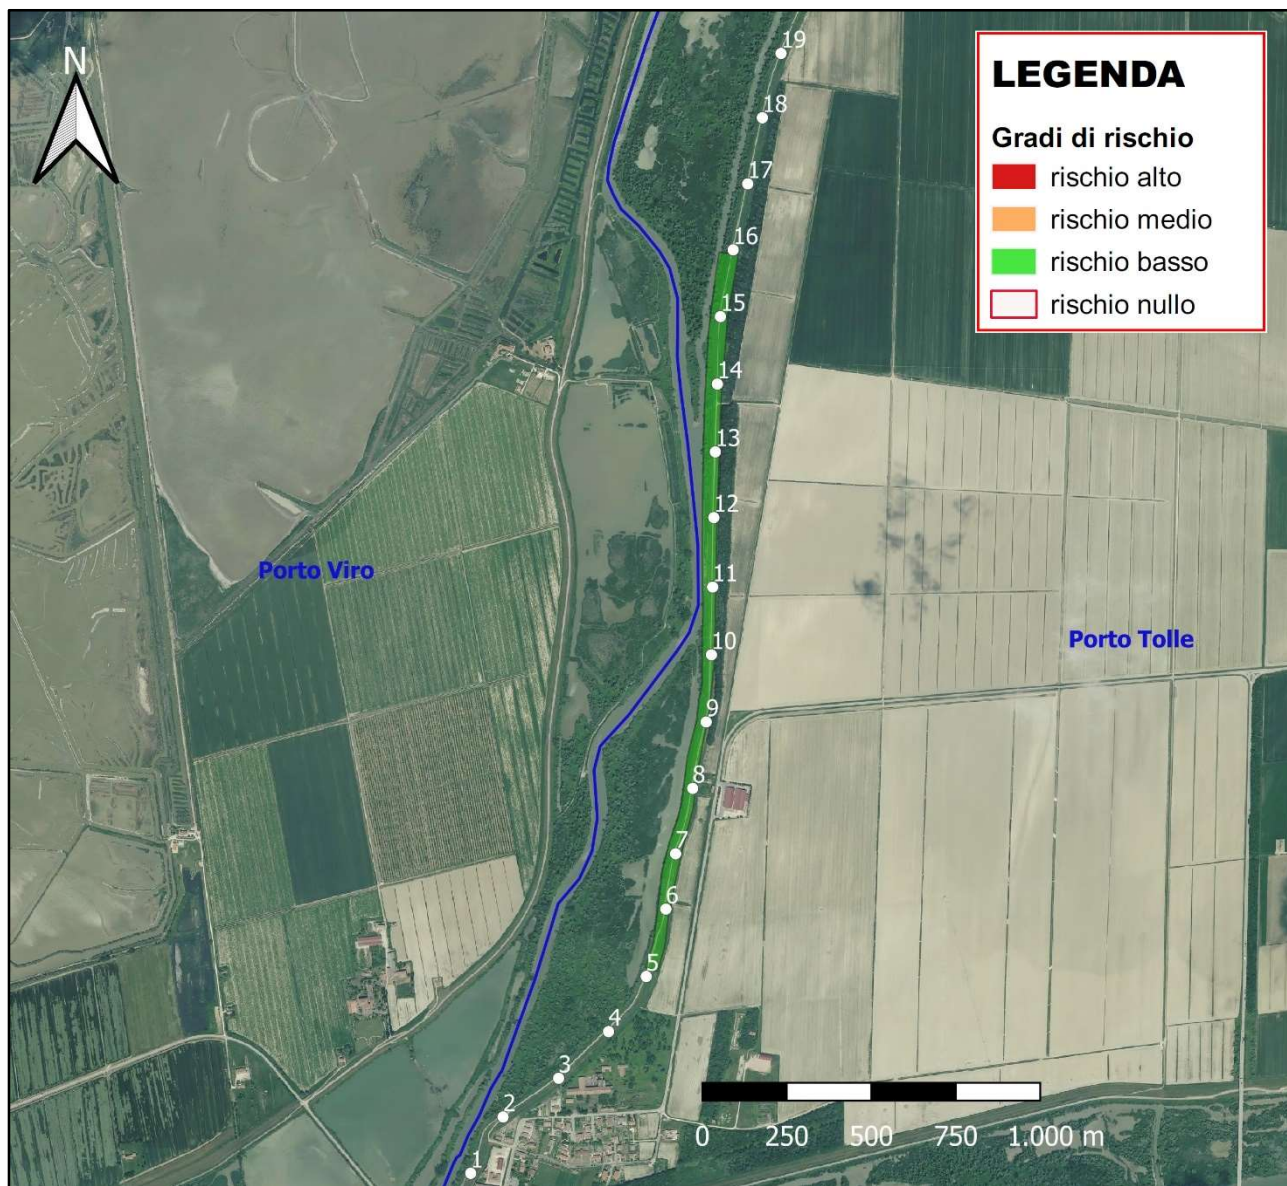 N
LEGENDA
Gradi di rischio
rischio alto
rischio medio
rischio basso
rischio nullo
19
18
17
16
15
14
13
12
11
10
9
8
7
6
5
4
3
2
1
Porto Viro
Porto Tolle
0 250 500 750 1.000 m